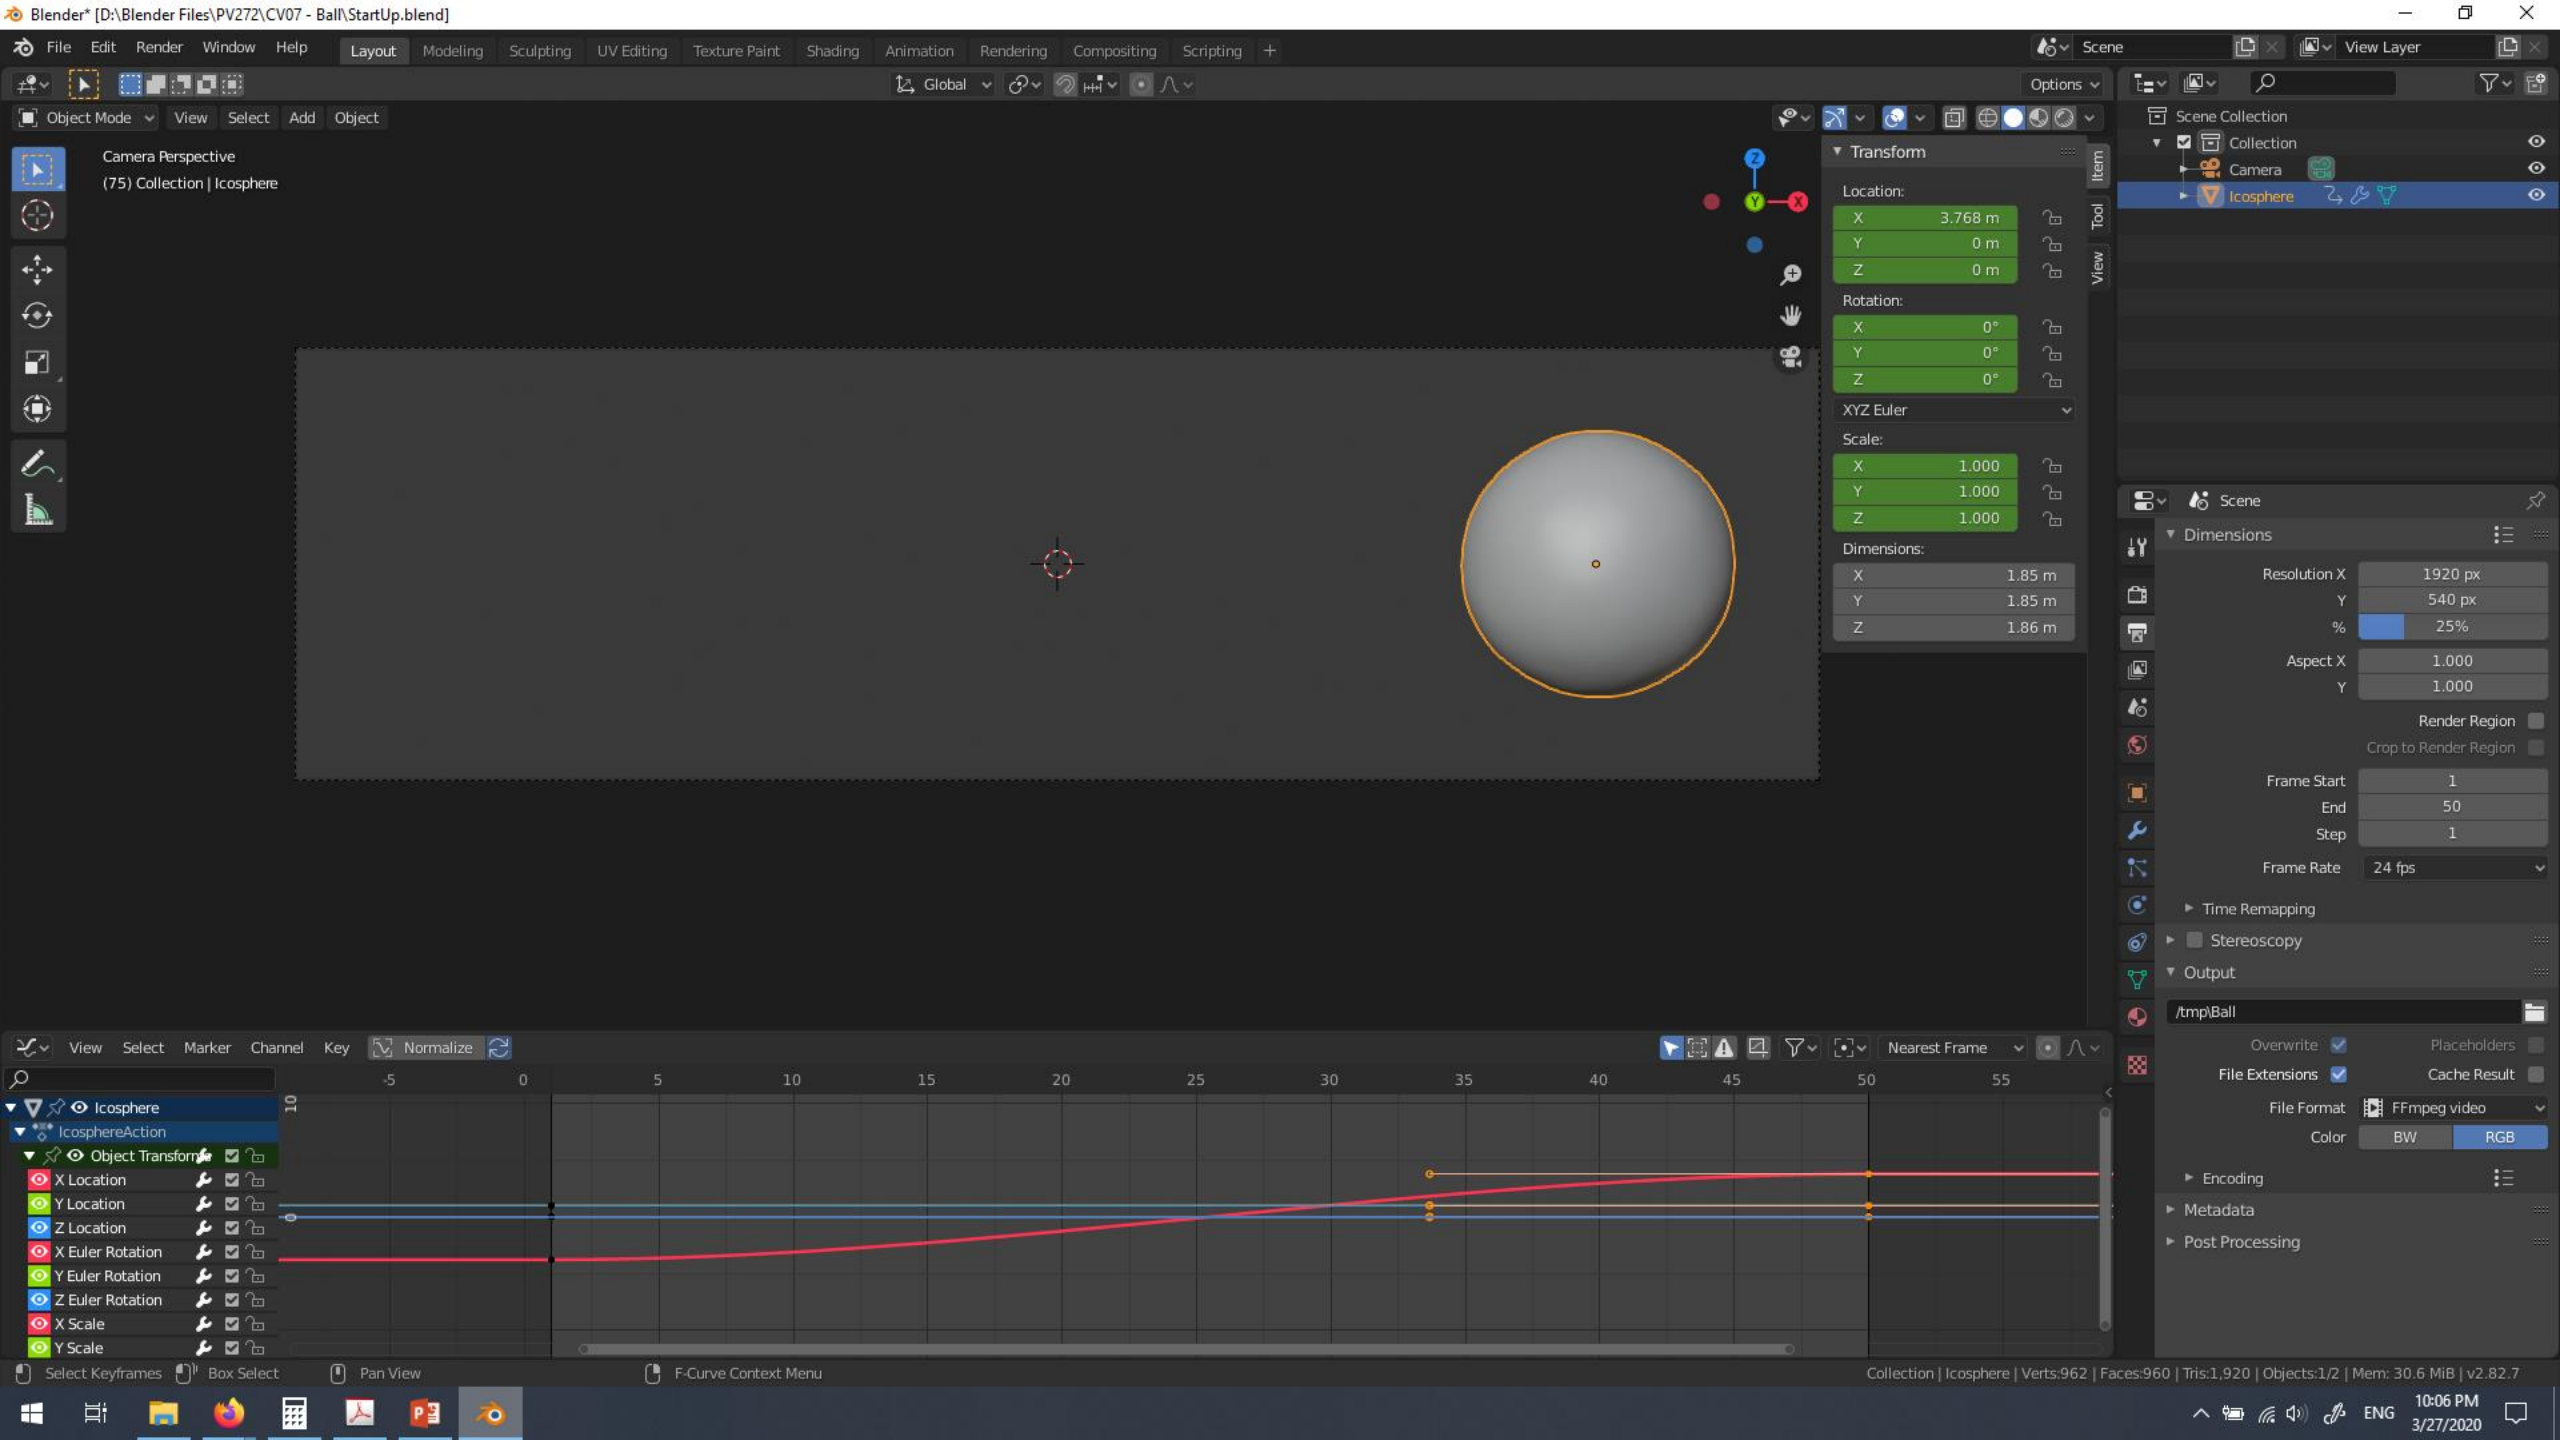 Blender* [D:\Blender Files\PV272\CV07 - Ball\StartUp.blend]
File Edit Render Window Help Layout Modeling Sculpting UV Editing Texture Paint Shading Animation Rendering Compositing Scripting + Scene View Layer
Global Options
Object Mode View Select Add Object
Camera Perspective
(75) Collection | Icosphere
Z
Y
X
Transform
Location:
X 3.768 m
Y 0 m
Z 0 m
Rotation:
X 0°
Y 0°
Z 0°
XYZ Euler
Scale:
X 1.000
Y 1.000
Z 1.000
Dimensions:
X 1.85 m
Y 1.85 m
Z 1.86 m
Item
Tool
View
Scene Collection
Collection
Camera
Icosphere
Scene
Dimensions
Resolution X 1920 px
Y 540 px
% 25%
Aspect X 1.000
Y 1.000
Render Region
Crop to Render Region
Frame Start 1
End 50
Step 1
Frame Rate 24 fps
Time Remapping
Stereoscopy
Output
/tmp\Ball
Overwrite Placeholders
File Extensions Cache Result
File Format FFmpeg video
Color BW RGB
Encoding
Metadata
Post Processing
View Select Marker Channel Key Normalize Nearest Frame
-5 0 5 10 15 20 25 30 35 40 45 50 55
10
0
Icosphere
IcosphereAction
Object Transforms
X Location
Y Location
Z Location
X Euler Rotation
Y Euler Rotation
Z Euler Rotation
X Scale
Y Scale
Select Keyframes Box Select Pan View F-Curve Context Menu Collection | Icosphere | Verts:962 | Faces:960 | Tris:1,920 | Objects:1/2 | Mem: 30.6 MiB | v2.82.7
ENG
10:06 PM
3/27/2020